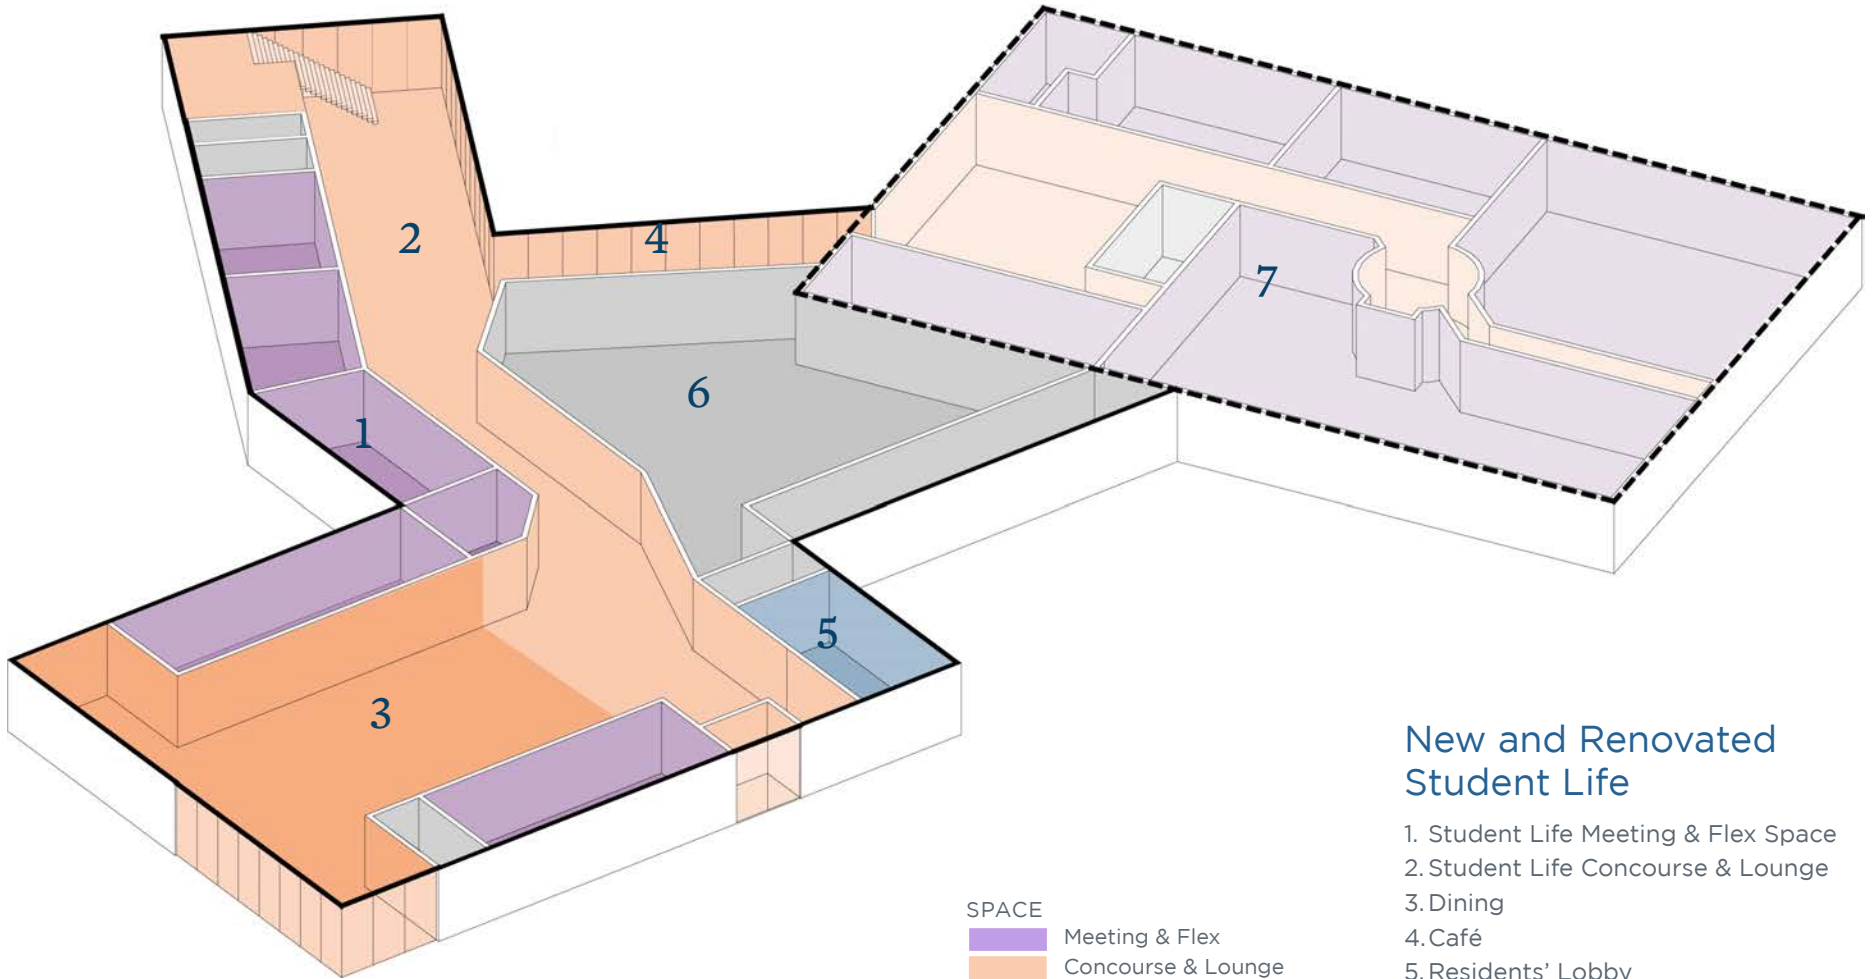 2
4
7
6
1
5
3
New and Renovated
Student Life
1. Student Life Meeting & Flex Space
2. Student Life Concourse & Lounge
3. Dining
4. Café
5. Residents' Lobby
SPACE
Meeting & Flex
Concourse & Lounge